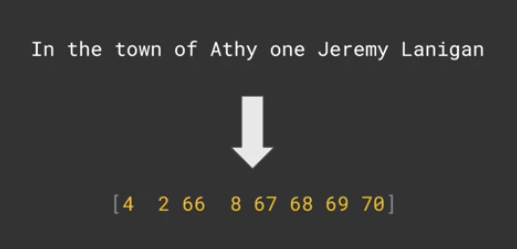 In the town of Athy one Jeremy Lanigan
[4 2 66 8 67 68 69 70]